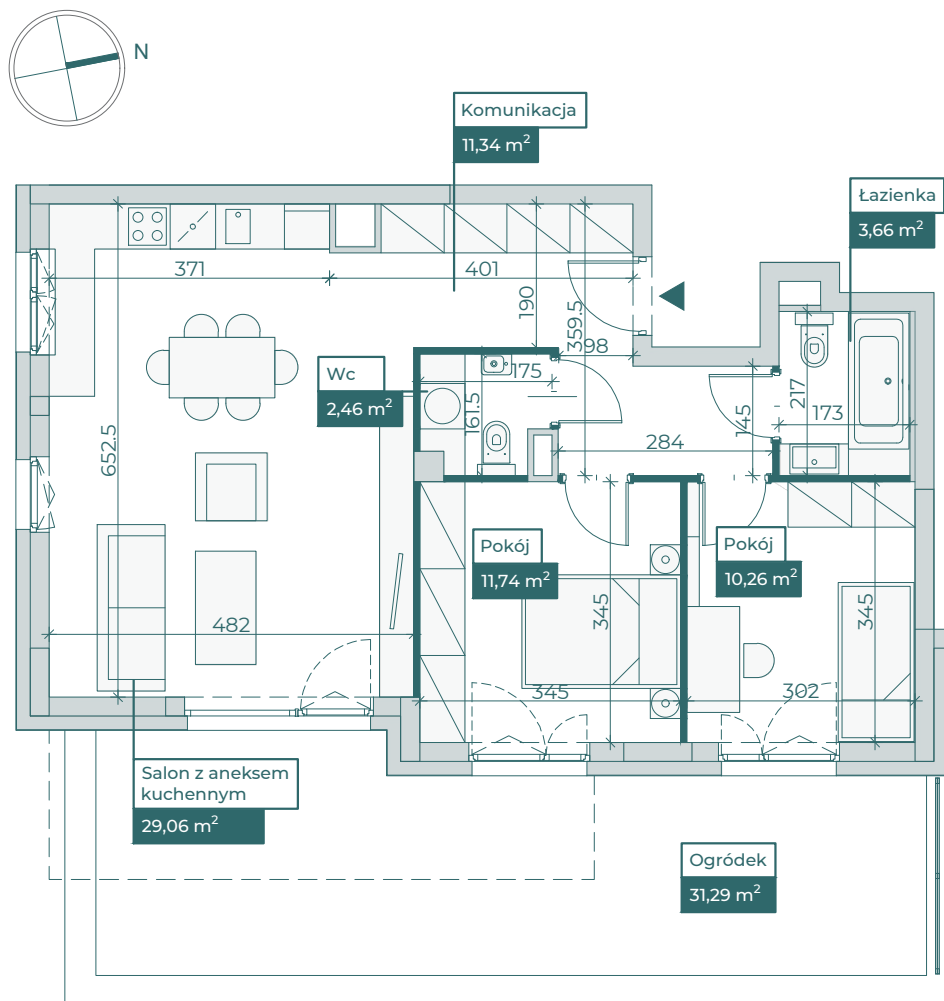 N
Komunikacja
11,34 m²
Łazienka
3,66 m²
371
401
190
359.5
398
Wc
2,46 m²
175
161.5
652.5
284
145
217
173
Pokój
11,74 m²
Pokój
10,26 m²
482
345
345
345
302
Salon z aneksem
kuchennym
29,06 m²
Ogródek
31,29 m²